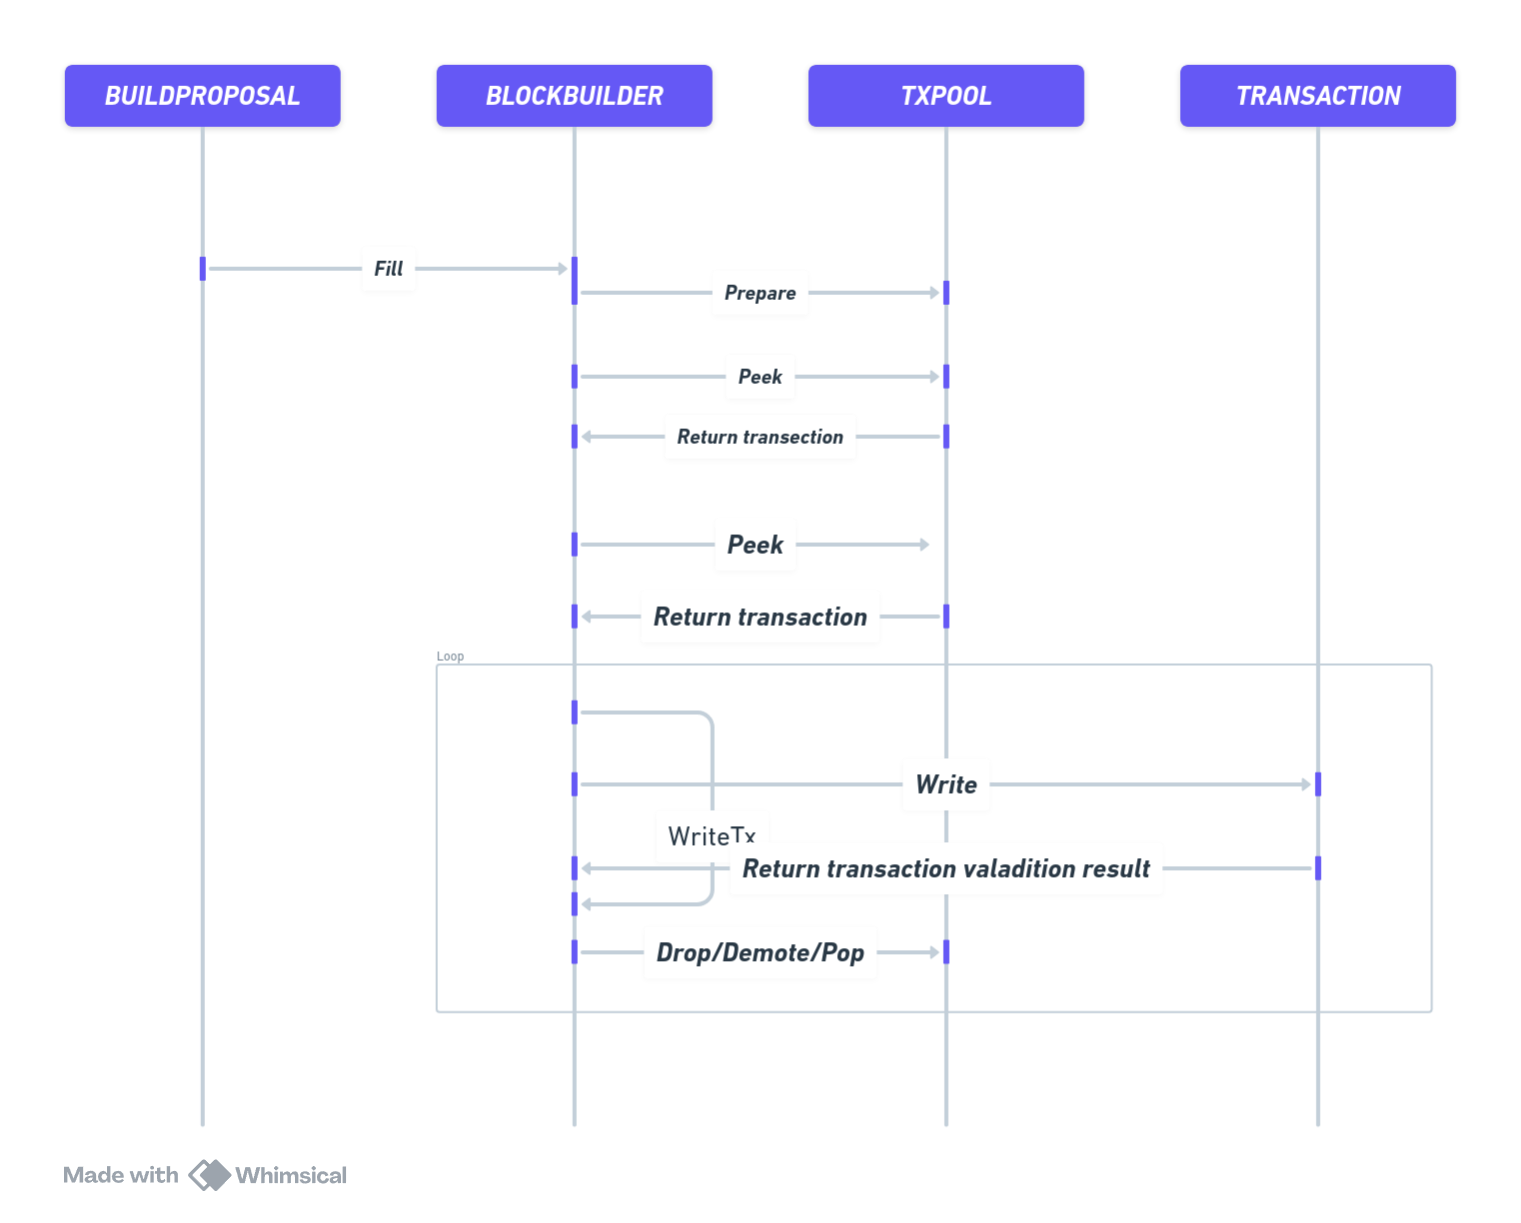 BUILDPROPOSAL
BLOCKBUILDER
TXPOOL
TRANSACTION
Fill
Prepare
Peek
Return transection
Peek
Return transaction
Loop
Write
WriteTx
Return transaction valadition result
Drop/Demote/Pop
Made with Whimsical